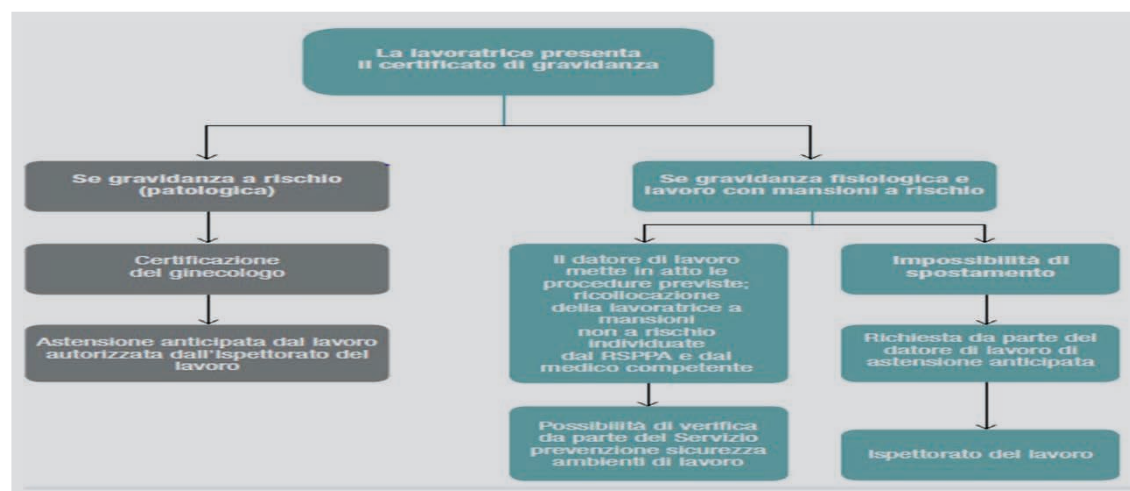 La lavoratrice presenta
il certificato di gravidanza
Se gravidanza a rischio
(patologica)
Certificazione
del ginecologo
Astensione anticipata dal lavoro
autorizzata dall'Ispettorato del
lavoro
Se gravidanza fisiologica e
lavoro con mansioni a rischio
Il datore di lavoro
mette in atto le
procedure previste;
ricollocazione
della lavoratrice a
mansioni
non a rischio
individuate
dal RSPPA e dal
medico competente
Possibilità di verifica
da parte del Servizio
prevenzione sicurezza
ambienti di lavoro
Impossibilità di
spostamento
Richiesta da parte del
datore di lavoro di
astensione anticipata
Ispettorato del lavoro